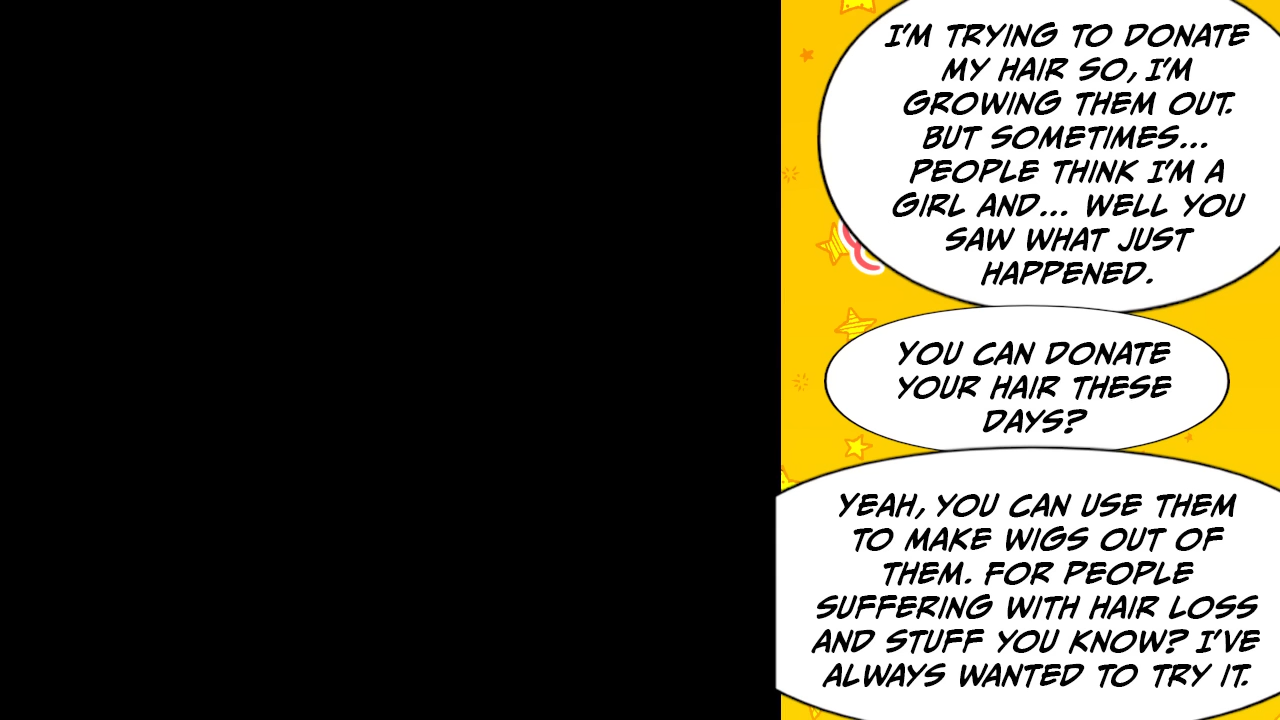 I'M TRYING TO DONATE
MY HAIR SO, I'M
GROWING THEM OUT.
BUT SOMETIMES...
PEOPLE THINK I'M A
GIRL AND... WELL YOU
SAW WHAT JUST
HAPPENED.
YOU CAN DONATE
YOUR HAIR THESE
DAYS?
YEAH, YOU CAN USE THEM
TO MAKE WIGS OUT OF
THEM. FOR PEOPLE
SUFFERING WITH HAIR LOSS
AND STUFF YOU KNOW? I'VE
ALWAYS WANTED TO TRY IT.